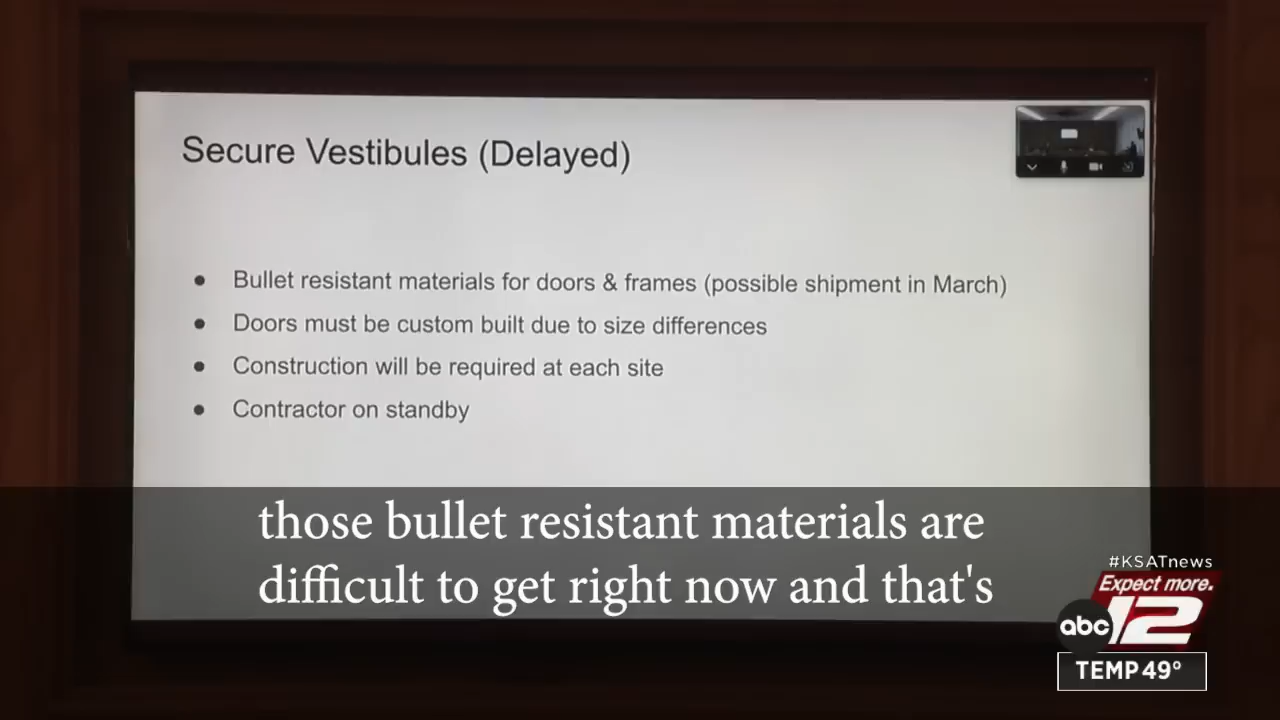 Secure Vestibules (Delayed)
● Bullet resistant materials for doors & frames (possible shipment in March)
● Doors must be custom built due to size differences
● Construction will be required at each site
● Contractor on standby
those bullet resistant materials are
difficult to get right now and that's
#KSATnews
Expect more.
abc 12
TEMP 49°